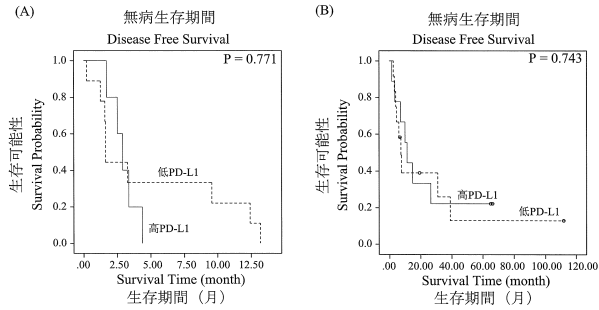 (A)
無病生存期間
Disease Free Survival
P = 0.771
生存可能性
Survival Probability
1.0
0.8
0.6
0.4
0.2
0.0
低PD-L1
高PD-L1
.00
2.50
5.00
10.00
12.50
Survival Time (month)
生存期間（月）
(B)
無病生存期間
Disease Free Survival
P = 0.743
生存可能性
Survival Probability
1.0
0.8
0.6
0.4
0.2
0.0
高PD-L1
低PD-L1
.00
20.00
60.00
80.00
100.00
120.00
Survival Time (month)
生存期間（月）